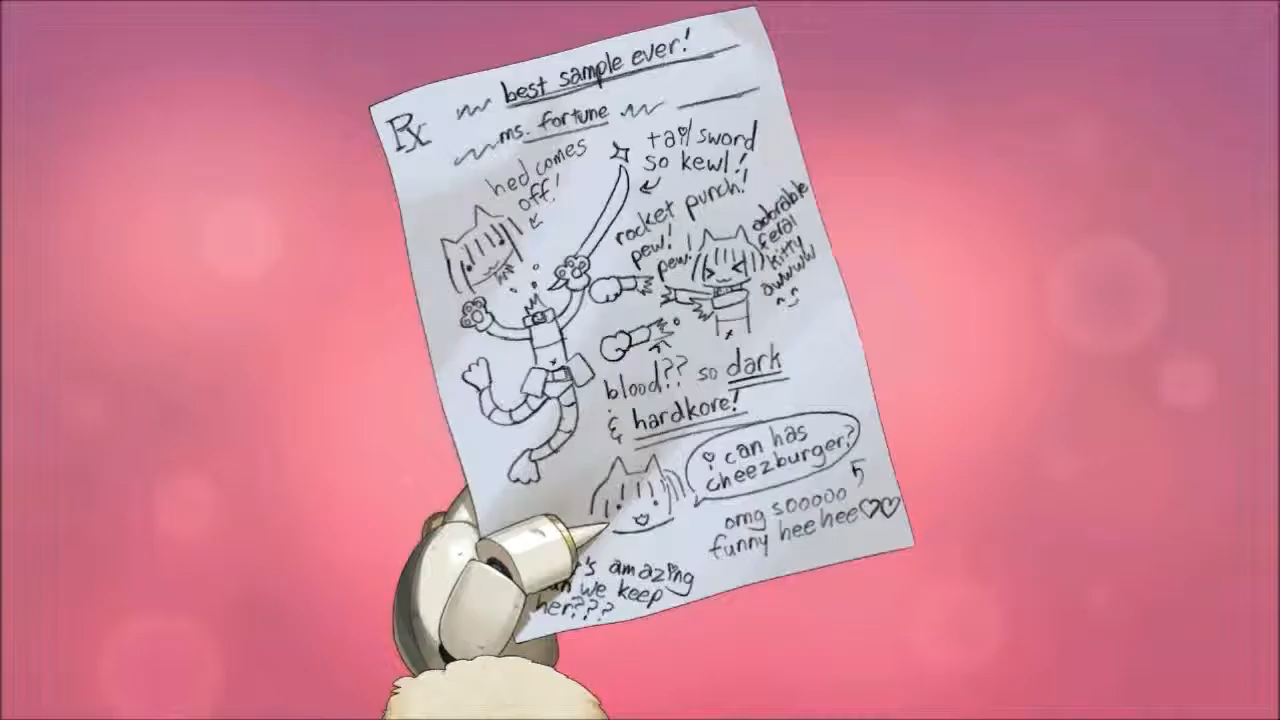 Rx
best sample ever!
ms. fortune
hed comes
off!
tail sword
so kewl!
rocket punch!
pew!
pew!
adorable
feral
kitty
awwww
^^
blood?? so dark
& hardkore!
i can has
cheezburger?
omg sooooo
funny hee hee♡♡
's amazing
we keep
her???